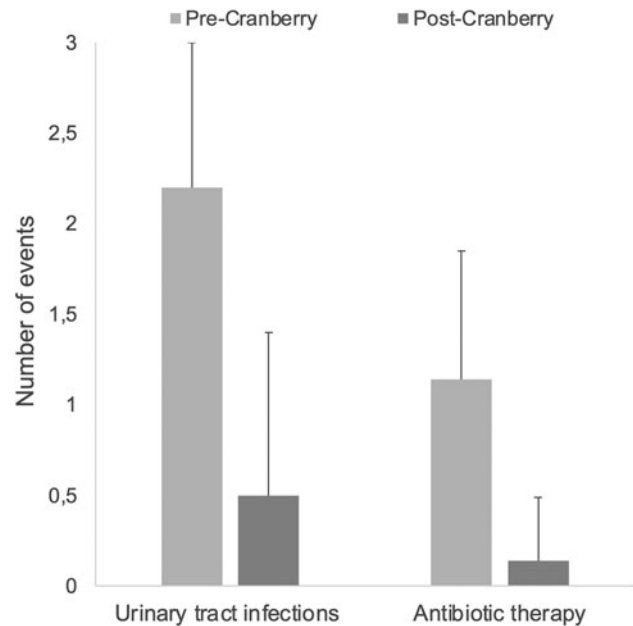 Pre-Cranberry Post-Cranberry
3
2,5
2
1,5
1
0,5
0
Number of events
Urinary tract infections Antibiotic therapy